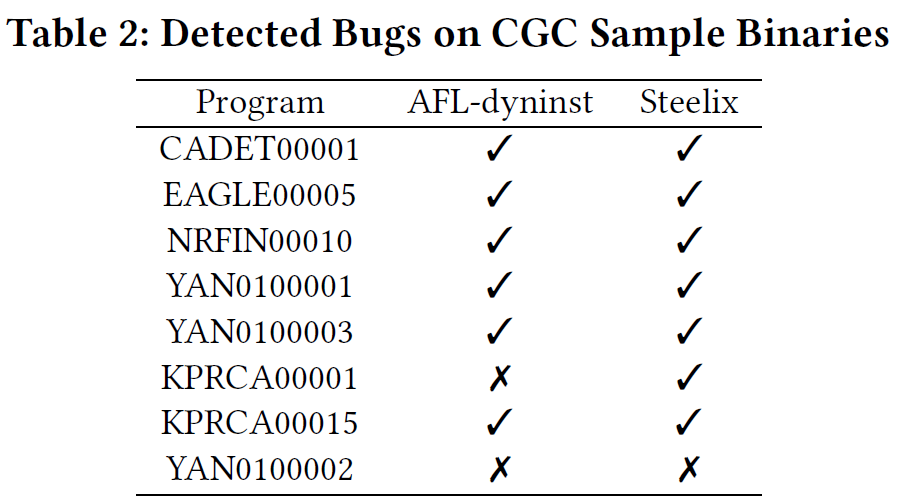 Table 2: Detected Bugs on CGC Sample Binaries
Program AFL-dyninst Steelix
CADET00001 ✓ ✓
EAGLE00005 ✓ ✓
NRFIN00010 ✓ ✓
YAN0100001 ✓ ✓
YAN0100003 ✓ ✓
KPRCA00001 ✗ ✓
KPRCA00015 ✓ ✓
YAN0100002 ✗ ✗